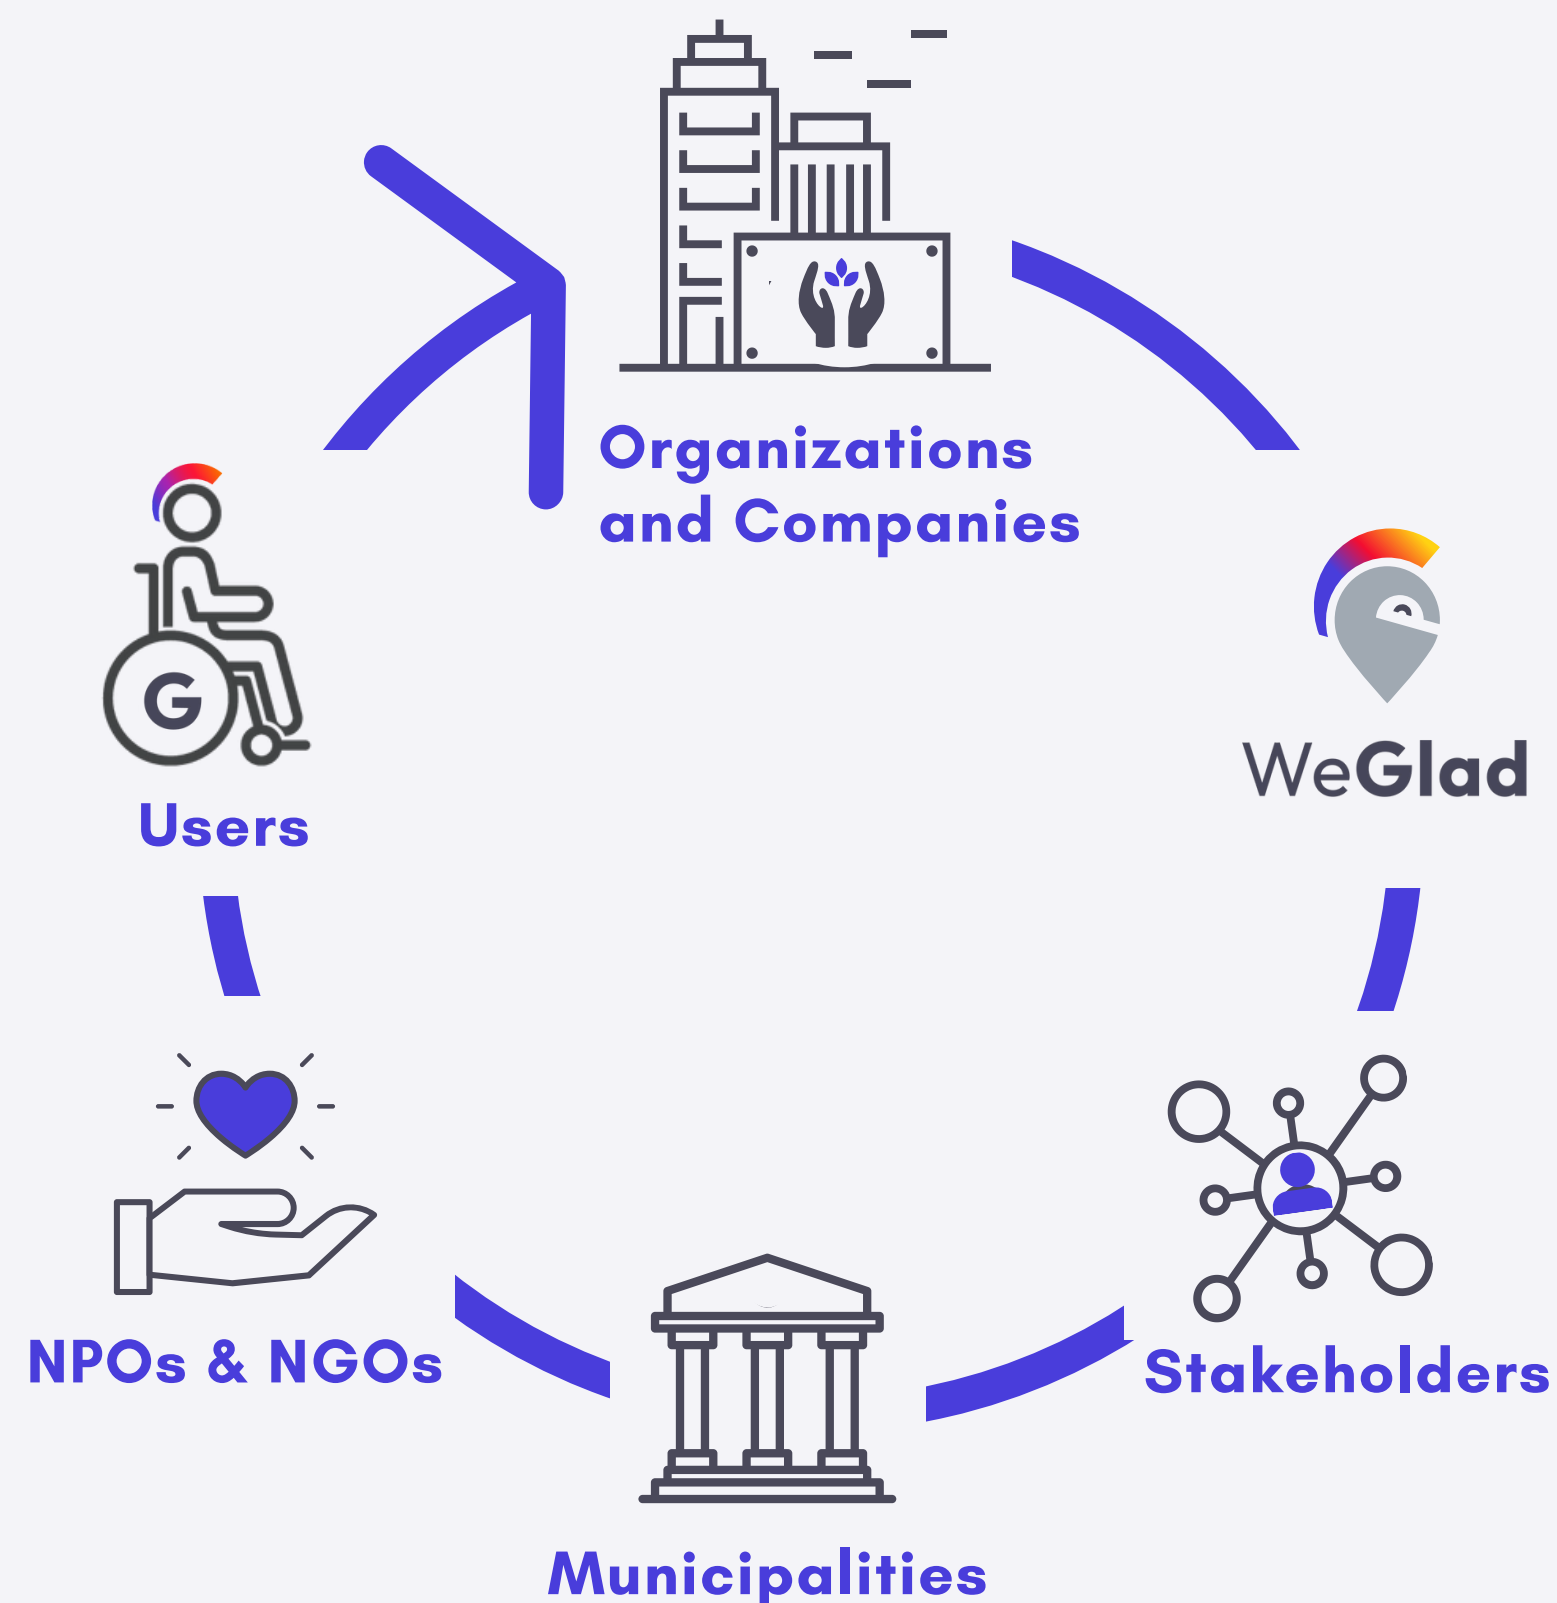 Organizations
and Companies
G
Users
WeGlad
NPOs & NGOs
Stakeholders
Municipalities